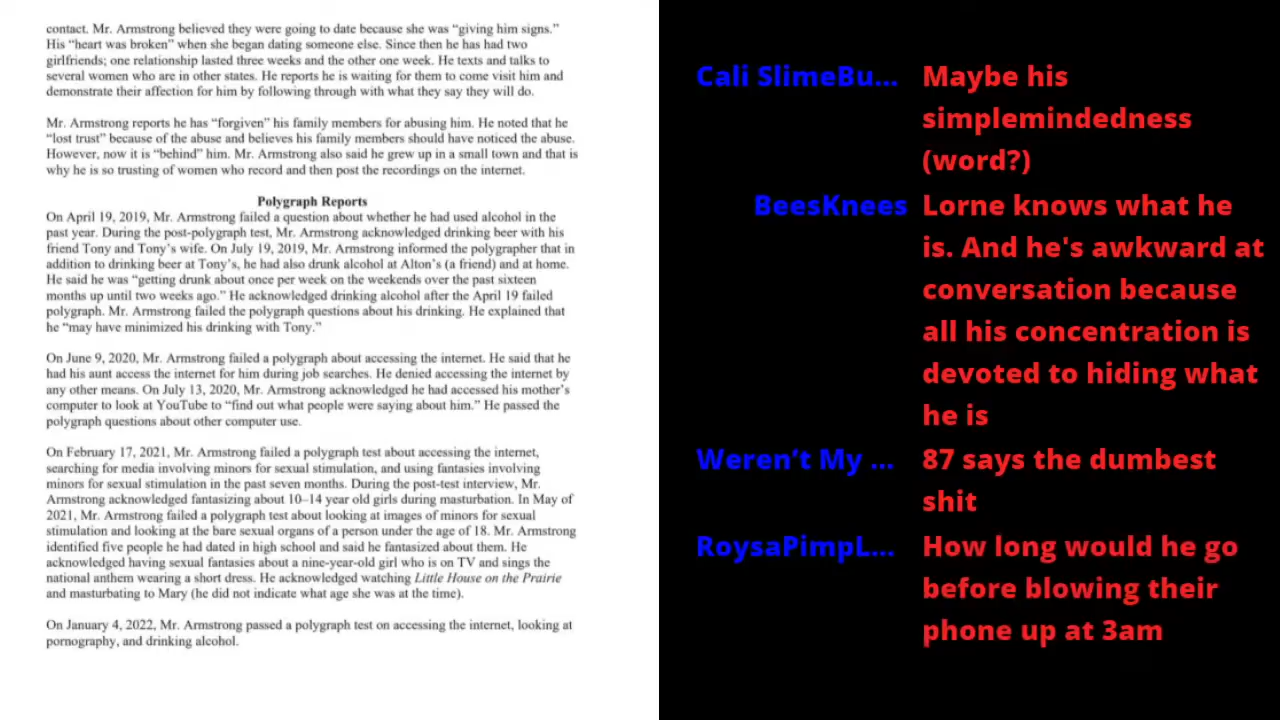 contact. Mr. Armstrong believed they were going to date because she was “giving him signs.”
His “heart was broken” when she began dating someone else. Since then he has had two
girlfriends; one relationship lasted three weeks and the other one week. He texts and talks to
several women who are in other states. He reports he is waiting for them to come visit him and
demonstrate their affection for him by following through with what they say they will do.
Mr. Armstrong reports he has “forgiven” his family members for abusing him. He noted that he
“lost trust” because of the abuse and believes his family members should have noticed the abuse.
However, now it is “behind” him. Mr. Armstrong also said he grew up in a small town and that is
why he is so trusting of women who record and then post the recordings on the internet.
Polygraph Reports
On April 19, 2019, Mr. Armstrong failed a question about whether he had used alcohol in the
past year. During the post-polygraph test, Mr. Armstrong acknowledged drinking beer with his
friend Tony and Tony’s wife. On July 19, 2019, Mr. Armstrong informed the polygrapher that in
addition to drinking beer at Tony’s, he had also drunk alcohol at Alton’s (a friend) and at home.
He said he was “getting drunk about once per week on the weekends over the past sixteen
months up until two weeks ago.” He acknowledged drinking alcohol after the April 19 failed
polygraph. Mr. Armstrong failed the polygraph questions about his drinking. He explained that
he “may have minimized his drinking with Tony.”
On June 9, 2020, Mr. Armstrong failed a polygraph about accessing the internet. He said that he
had his aunt access the internet for him during job searches. He denied accessing the internet by
any other means. On July 13, 2020, Mr. Armstrong acknowledged he had accessed his mother’s
computer to look at YouTube to “find out what people were saying about him.” He passed the
polygraph questions about other computer use.
On February 17, 2021, Mr. Armstrong failed a polygraph test about accessing the internet,
searching for media involving minors for sexual stimulation, and using fantasies involving
minors for sexual stimulation in the past seven months. During the post-test interview, Mr.
Armstrong acknowledged fantasizing about 10–14 year old girls during masturbation. In May of
2021, Mr. Armstrong failed a polygraph test about looking at images of minors for sexual
stimulation and looking at the bare sexual organs of a person under the age of 18. Mr. Armstrong
identified five people he had dated in high school and said he fantasized about them. He
acknowledged having sexual fantasies about a nine-year-old girl who is on TV and sings the
national anthem wearing a short dress. He acknowledged watching Little House on the Prairie
and masturbating to Mary (he did not indicate what age she was at the time).
On January 4, 2022, Mr. Armstrong passed a polygraph test on accessing the internet, looking at
pornography, and drinking alcohol.
Cali SlimeBu... Maybe his
simplemindedness
(word?)
BeesKnees Lorne knows what he
is. And he's awkward at
conversation because
all his concentration is
devoted to hiding what
he is
Weren’t My ... 87 says the dumbest
shit
RoysaPimpL... How long would he go
before blowing their
phone up at 3am